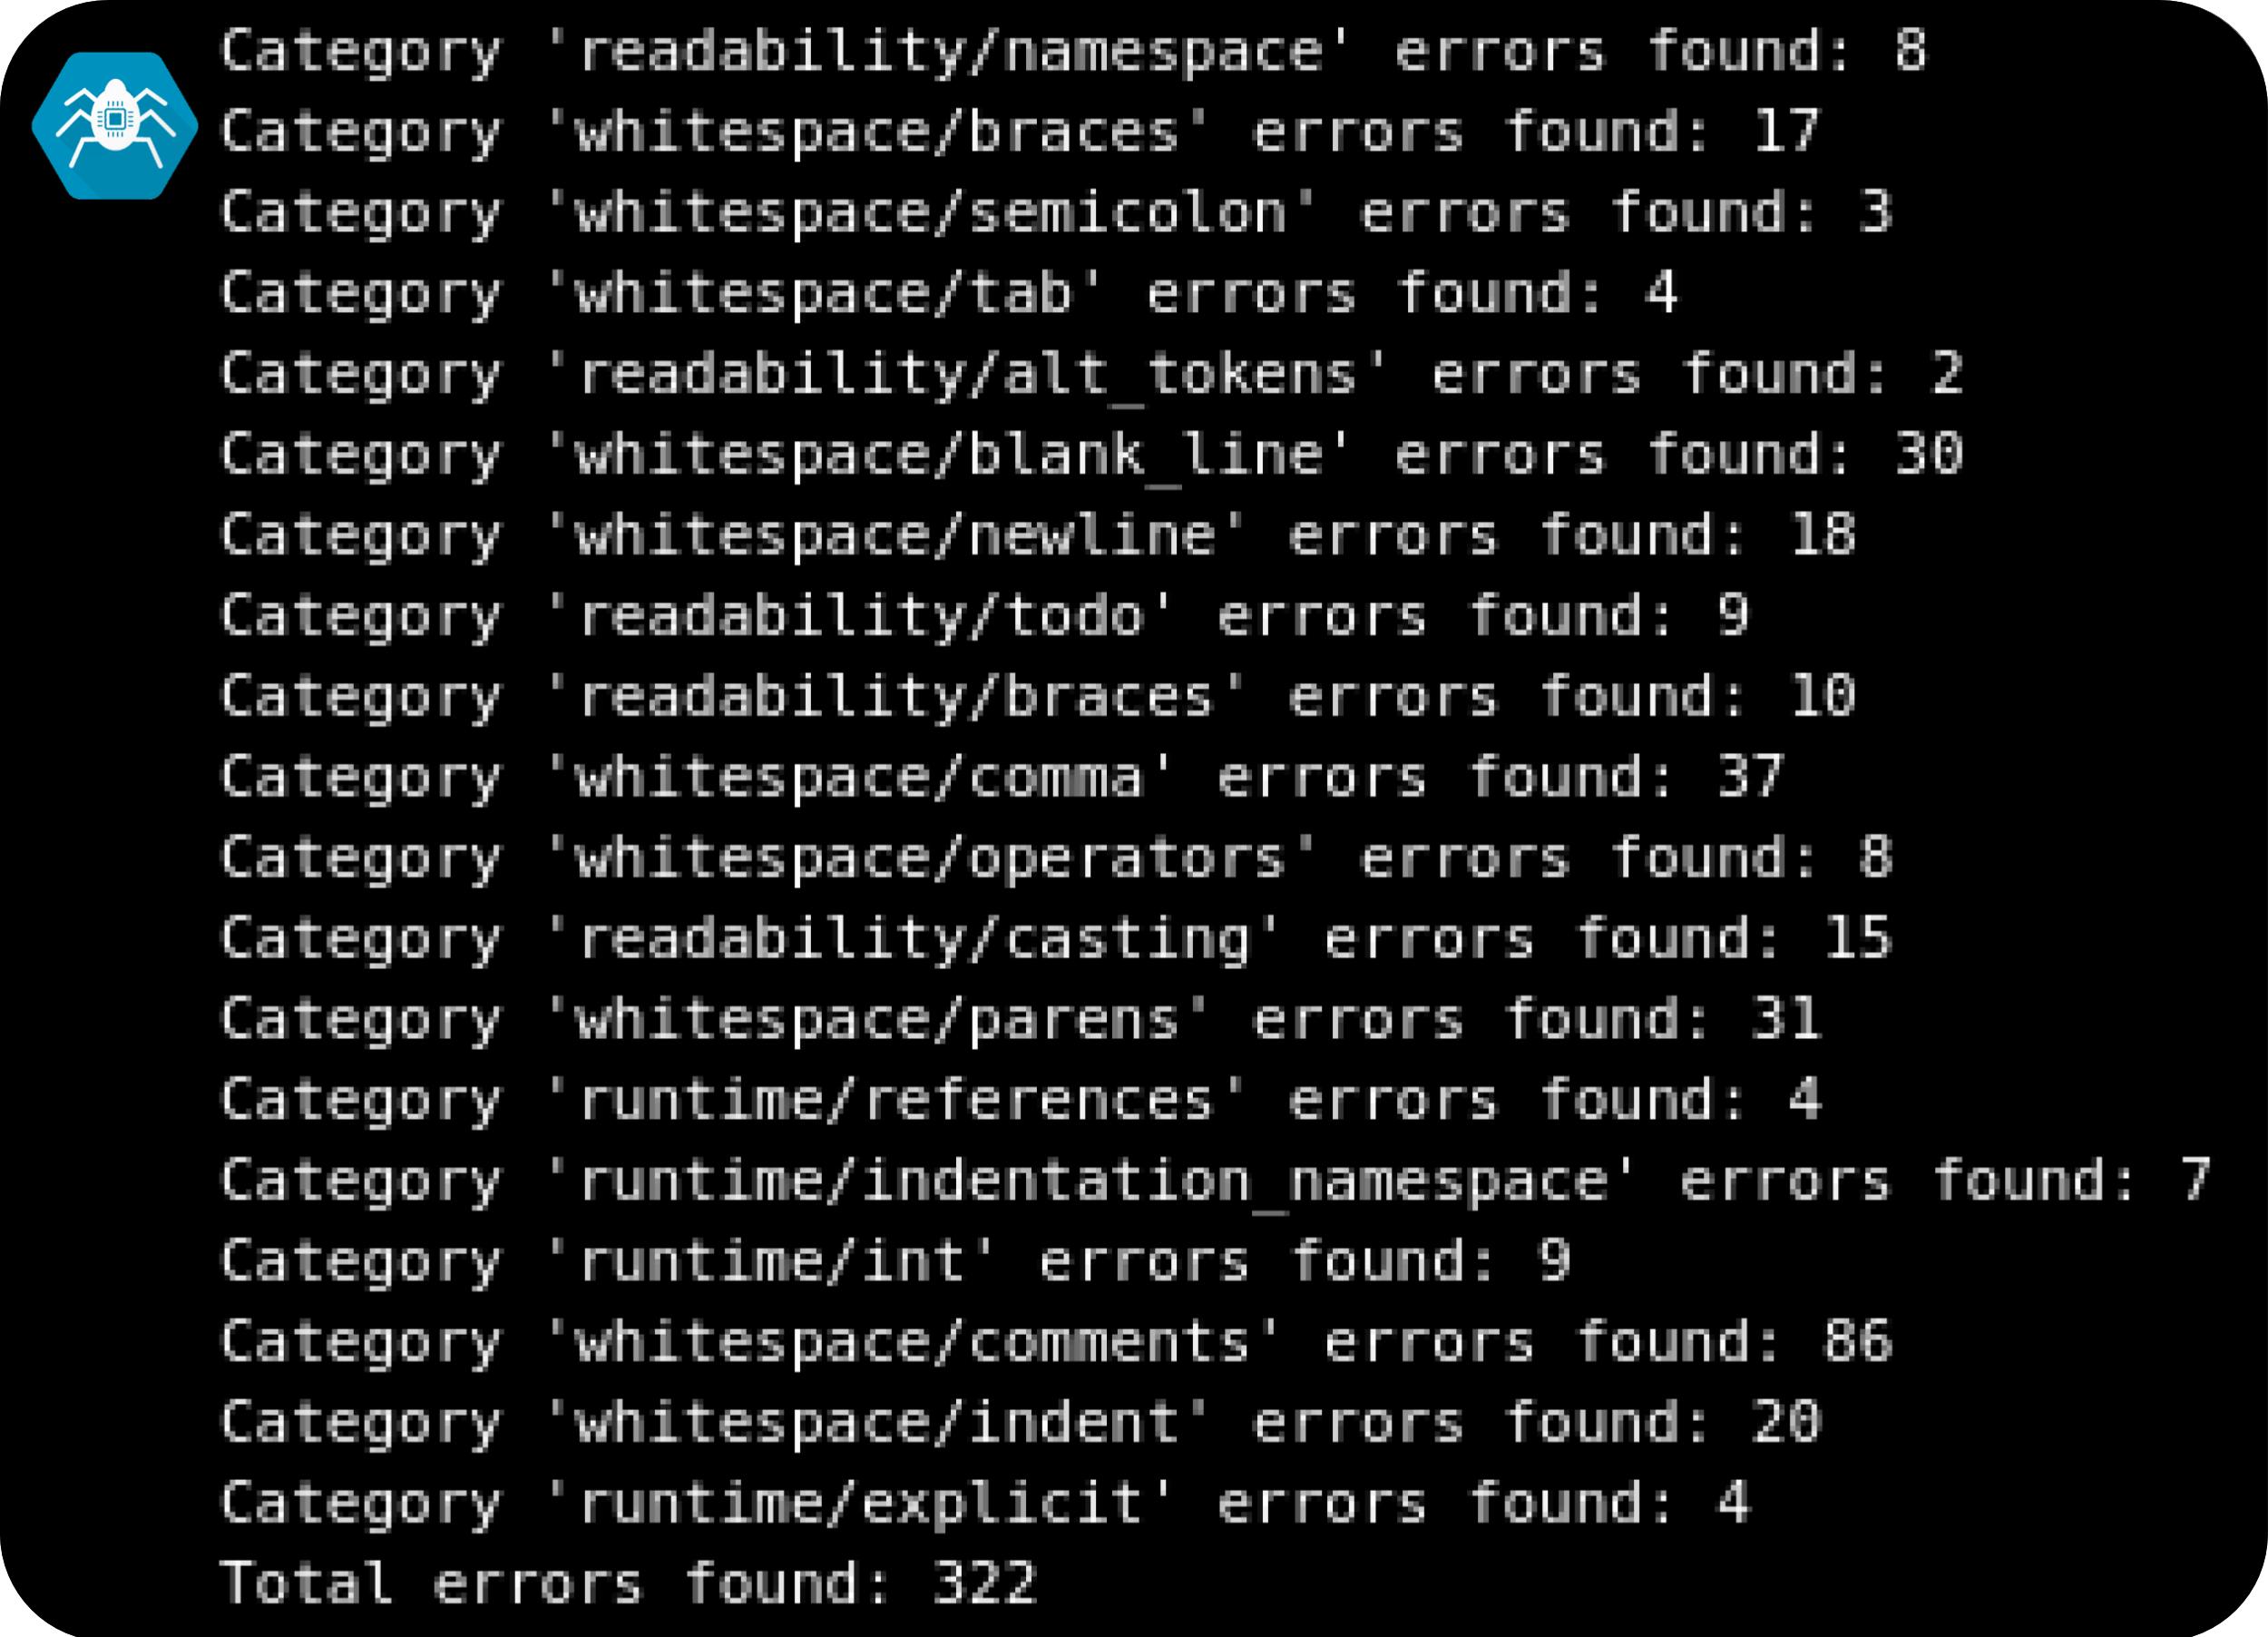 Category 'readability/namespace' errors found: 8
Category 'whitespace/braces' errors found: 17
Category 'whitespace/semicolon' errors found: 3
Category 'whitespace/tab' errors found: 4
Category 'readability/alt_tokens' errors found: 2
Category 'whitespace/blank_line' errors found: 30
Category 'whitespace/newline' errors found: 18
Category 'readability/todo' errors found: 9
Category 'readability/braces' errors found: 10
Category 'whitespace/comma' errors found: 37
Category 'whitespace/operators' errors found: 8
Category 'readability/casting' errors found: 15
Category 'whitespace/parens' errors found: 31
Category 'runtime/references' errors found: 4
Category 'runtime/indentation_namespace' errors found: 7
Category 'runtime/int' errors found: 9
Category 'whitespace/comments' errors found: 86
Category 'whitespace/indent' errors found: 20
Category 'runtime/explicit' errors found: 4
Total errors found: 322